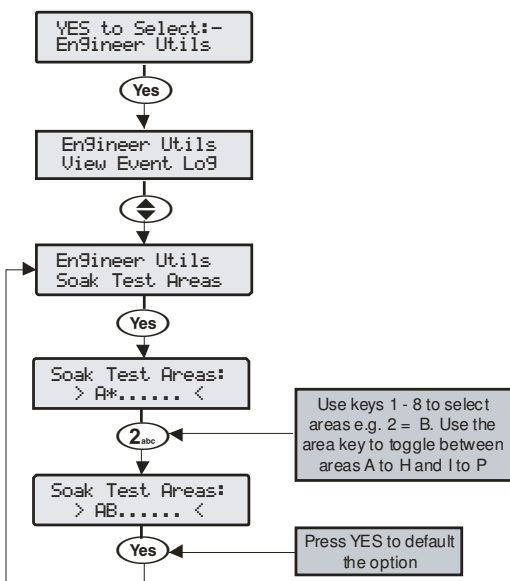 YES to Select:-
Engineer Utils
Yes
Engineer Utils
View Event Log
Engineer Utils
Soak Test Areas
Yes
Soak Test Areas:
> A*...... <
2abc
Use keys 1 - 8 to select
areas e.g. 2 = B. Use the
area key to toggle between
areas A to H and I to P
Soak Test Areas:
> AB...... <
Yes
Press YES to default
the option